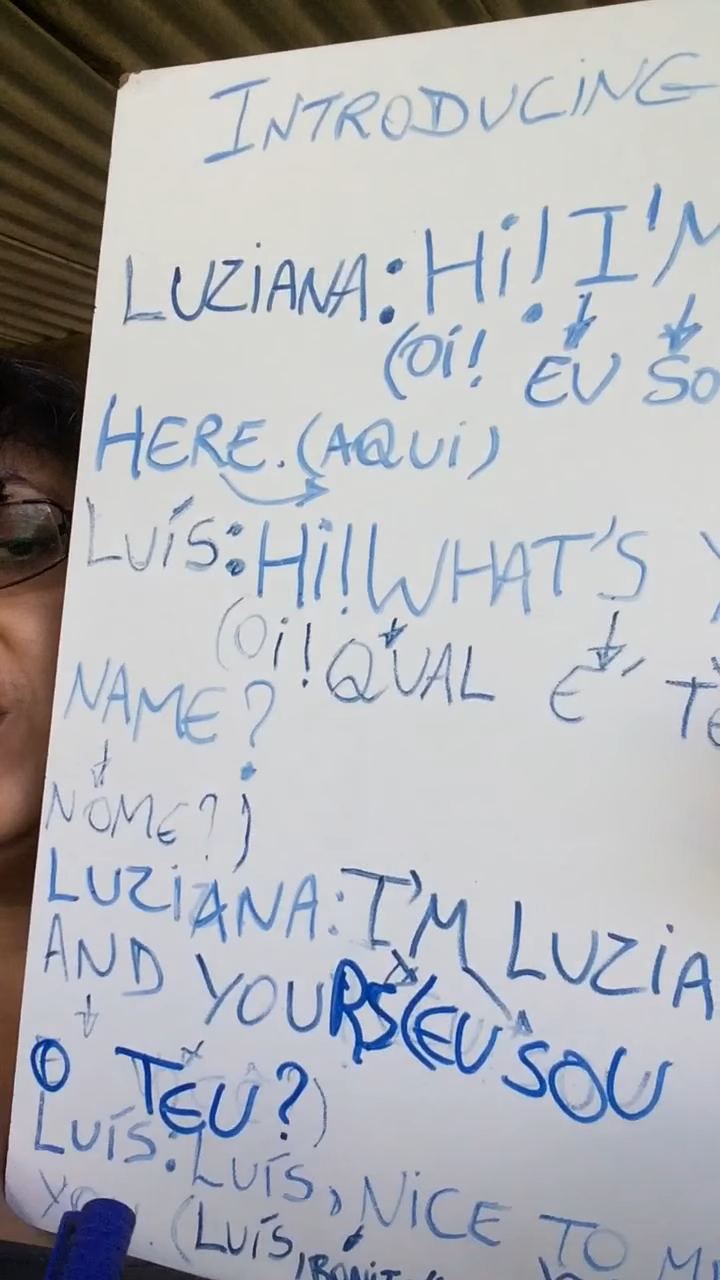 INTRODUCING
LUZIANA: Hi! I'M
(Oi! EU SO
HERE. (AQUi)
LUÍS: Hi! WHAT'S Y
(Oi! QUAL É TE
NAME?
NOME?)
LUZiANA: I'M LUZIA
AND YOURS (EU SOU
O TEU?)
LUÍS: LUÍS, NiCE TO M
(LUÍS,